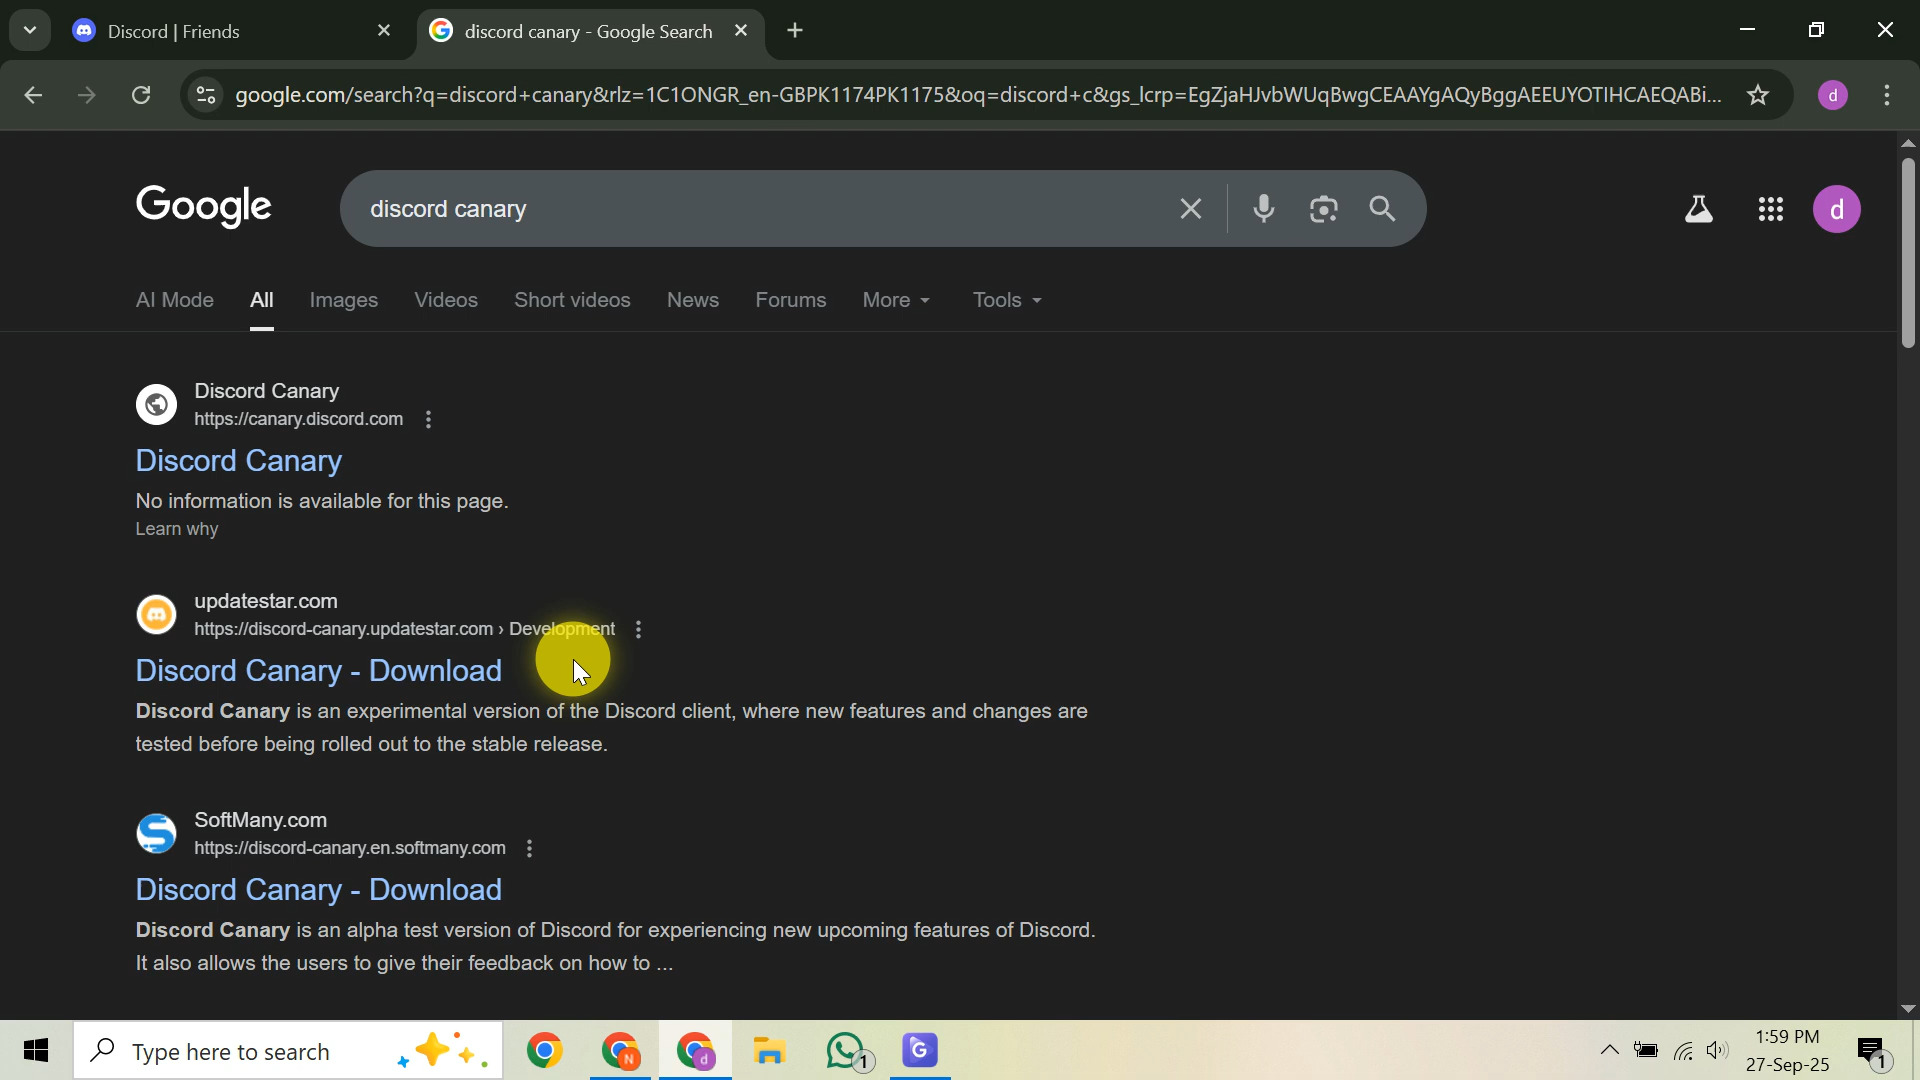 Discord | Friends
discord canary - Google Search
google.com/search?q=discord+canary&rlz=1C1ONGR_en-GBPK1174PK1175&oq=discord+c&gs_lcrp=EgZjaHJvbWUqBwgCEAAYgAQyBggAEEUYOTIHCAEQABi...
d
Google
discord canary
d
AI Mode
All
Images
Videos
Short videos
News
Forums
More
Tools
Discord Canary
https://canary.discord.com
Discord Canary
No information is available for this page.
Learn why
updatestar.com
https://discord-canary.updatestar.com › Development
Discord Canary - Download
Discord Canary is an experimental version of the Discord client, where new features and changes are
tested before being rolled out to the stable release.
SoftMany.com
https://discord-canary.en.softmany.com
Discord Canary - Download
Discord Canary is an alpha test version of Discord for experiencing new upcoming features of Discord.
It also allows the users to give their feedback on how to ...
Type here to search
N
d
1
G
1:59 PM
27-Sep-25
1